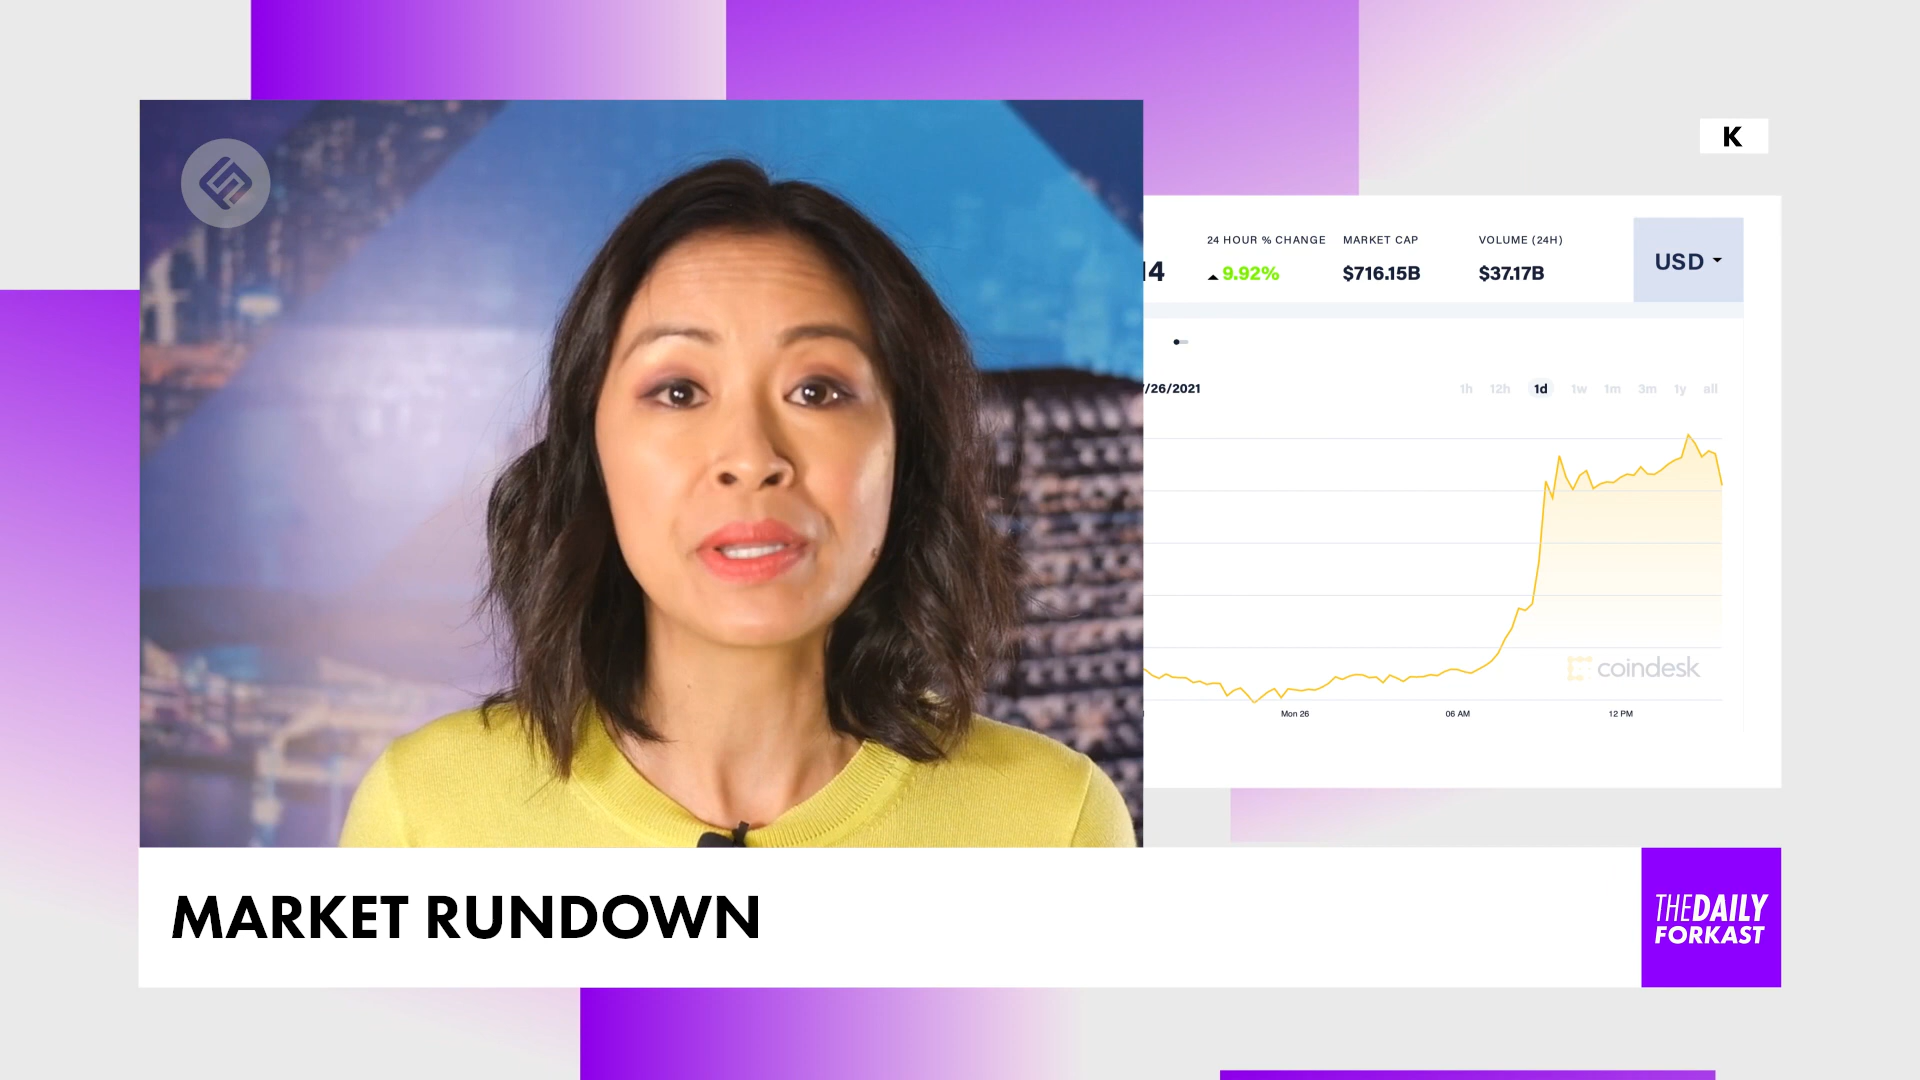 K
24 HOUR % CHANGE MARKET CAP VOLUME (24H)
14 9.92% $716.15B $37.17B USD
/26/2021 1h 12h 1d 1w 1m 3m 1y all
coindesk
Mon 26 06 AM 12 PM
MARKET RUNDOWN
THE DAILY
FORKAST